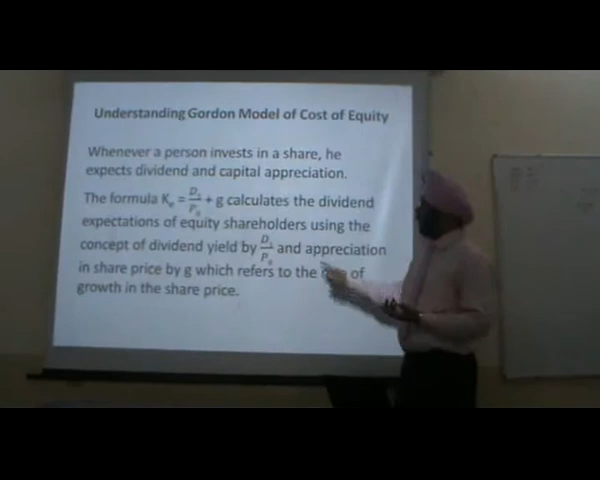 Understanding Gordon Model of Cost of Equity
Whenever a person invests in a share, he
expects dividend and capital appreciation.
The formula Kₑ = D₁/P₀ + g calculates the dividend
expectations of equity shareholders using the
concept of dividend yield by D₁/P₀ and appreciation
in share price by g which refers to the of
growth in the share price.